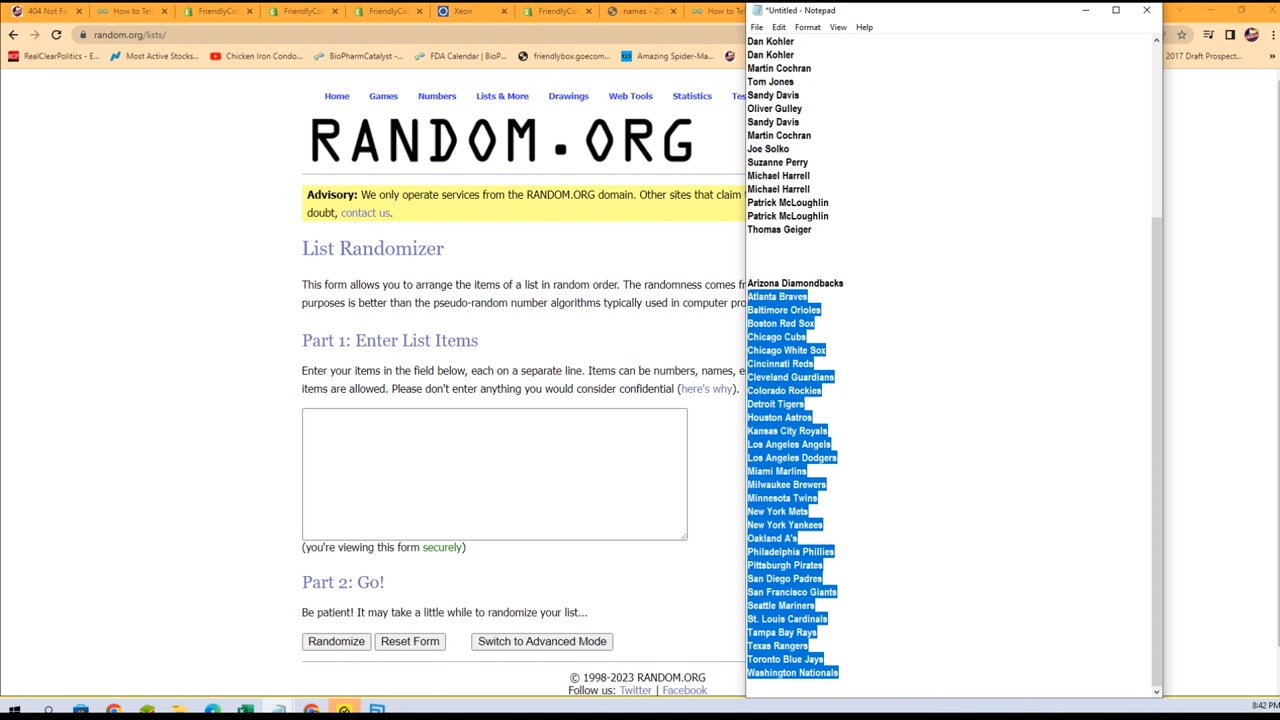 404 Not Fo
How to Tel
FriendlyCo
FriendlyCo
FriendlyCo
Xeon
FriendlyCo
names - 20
How to Te
random.org/lists/
RealClearPolitics - E...
Most Active Stocks...
Chicken Iron Condo...
BioPharmCatalyst -...
FDA Calendar | BioP...
friendlybox.goecom...
Amazing Spider-Ma...
2017 Draft Prospect...
Home
Games
Numbers
Lists & More
Drawings
Web Tools
Statistics
Tes
RANDOM.ORG
Advisory: We only operate services from the RANDOM.ORG domain. Other sites that claim
doubt, contact us.
List Randomizer
This form allows you to arrange the items of a list in random order. The randomness comes fr
purposes is better than the pseudo-random number algorithms typically used in computer pro
Part 1: Enter List Items
Enter your items in the field below, each on a separate line. Items can be numbers, names, e
items are allowed. Please don't enter anything you would consider confidential (here's why).
(you're viewing this form securely)
Part 2: Go!
Be patient! It may take a little while to randomize your list...
Randomize
Reset Form
Switch to Advanced Mode
© 1998-2023 RANDOM.ORG
Follow us: Twitter | Facebook
*Untitled - Notepad
File Edit Format View Help
Dan Kohler
Dan Kohler
Martin Cochran
Tom Jones
Sandy Davis
Oliver Gulley
Sandy Davis
Martin Cochran
Joe Solko
Suzanne Perry
Michael Harrell
Michael Harrell
Patrick McLoughlin
Patrick McLoughlin
Thomas Geiger
Arizona Diamondbacks
Atlanta Braves
Baltimore Orioles
Boston Red Sox
Chicago Cubs
Chicago White Sox
Cincinnati Reds
Cleveland Guardians
Colorado Rockies
Detroit Tigers
Houston Astros
Kansas City Royals
Los Angeles Angels
Los Angeles Dodgers
Miami Marlins
Milwaukee Brewers
Minnesota Twins
New York Mets
New York Yankees
Oakland A's
Philadelphia Phillies
Pittsburgh Pirates
San Diego Padres
San Francisco Giants
Seattle Mariners
St. Louis Cardinals
Tampa Bay Rays
Texas Rangers
Toronto Blue Jays
Washington Nationals
8:42 PM